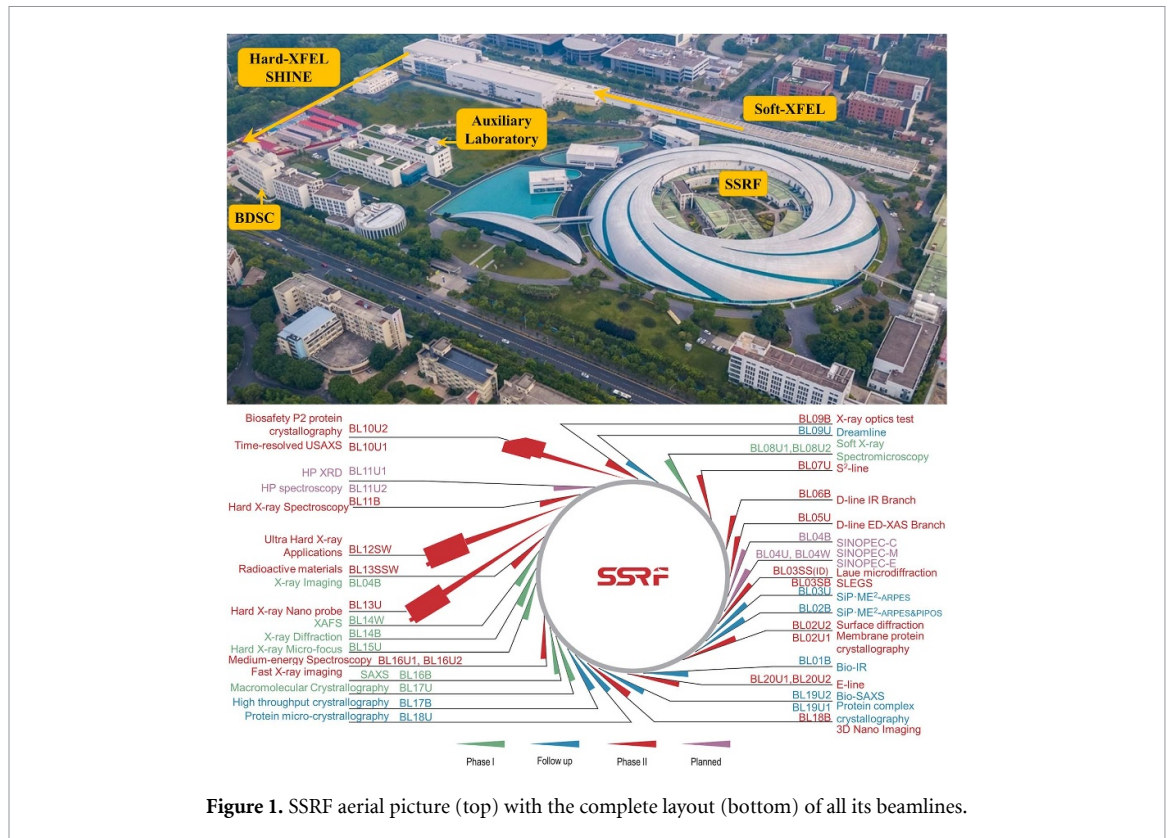 Hard-XFEL
SHINE
Soft-XFEL
Auxiliary
Laboratory
SSRF
BDSC
Biosafety P2 protein
crystallography BL10U2
Time-resolved USAXS BL10U1
HP XRD BL11U1
HP spectroscopy BL11U2
Hard X-ray Spectroscopy BL11B
Ultra Hard X-ray
Applications BL12SW
Radioactive materials BL13SSW
X-ray Imaging BL04B
Hard X-ray Nano probe BL13U
XAFS BL14W
X-ray Diffraction BL14B
Hard X-ray Micro-focus BL15U
Medium-energy Spectroscopy BL16U1, BL16U2
Fast X-ray imaging
SAXS BL16B
Macromolecular Crystallography BL17U
High throughput crystallography BL17B
Protein micro-crystallography BL18U
BL09B X-ray optics test
BL09U Dreamline
BL08U1,BL08U2 Soft X-ray
Spectromicroscopy
BL07U S²-line
BL06B D-line IR Branch
BL05U D-line ED-XAS Branch
BL04B SINOPEC-C
BL04U, BL04W SINOPEC-M
SINOPEC-E
BL03SS(ID) Laue microdiffraction
BL03SB SLEGS
BL03U SiP·ME²-ARPES
BL02B SiP·ME²-ARPES&PIPOS
BL02U2 Surface diffraction
BL02U1 Membrane protein
crystallography
BL01B Bio-IR
BL20U1,BL20U2 E-line
BL19U2 Bio-SAXS
BL19U1 Protein complex
crystallography
BL18B 3D Nano Imaging
SSRF
Phase I Follow up Phase II Planned
Figure 1. SSRF aerial picture (top) with the complete layout (bottom) of all its beamlines.